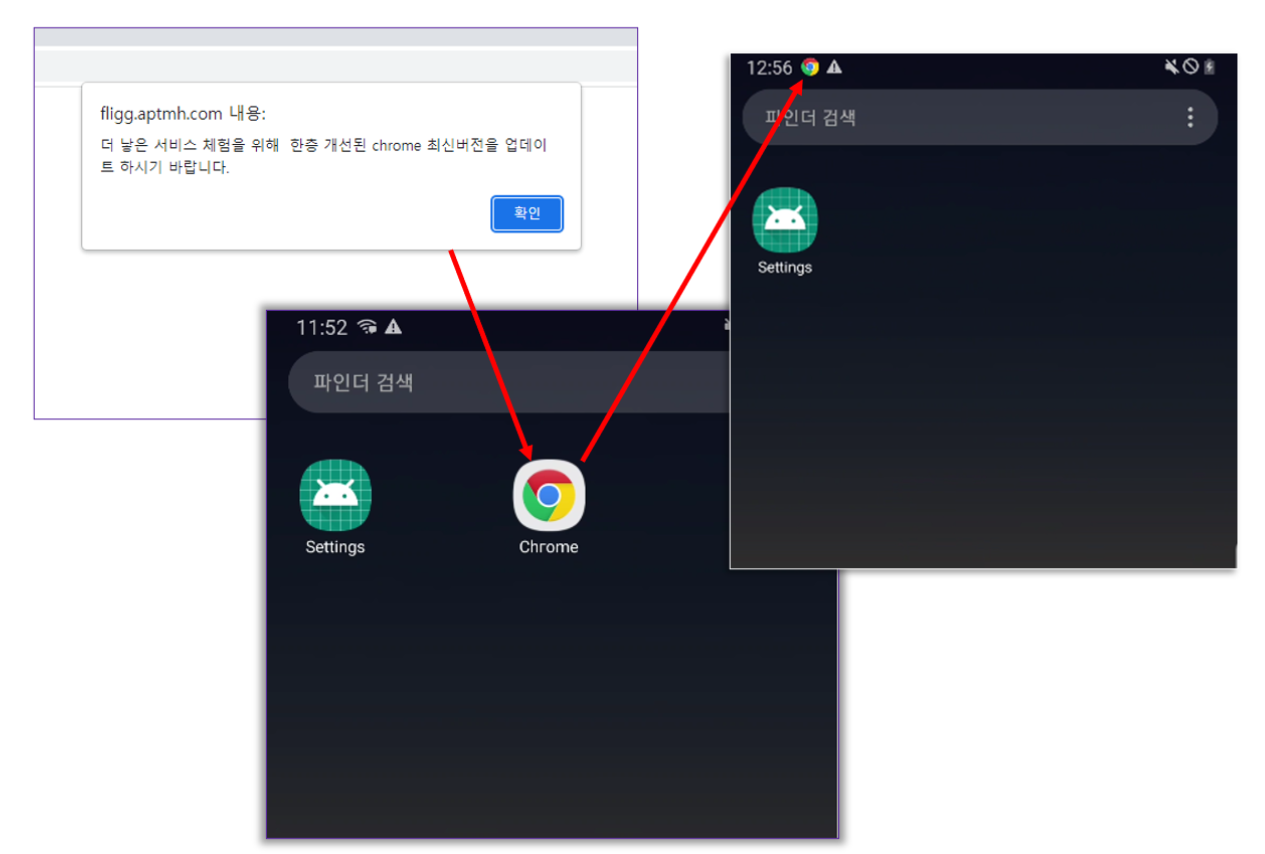 fligg.aptmh.com 내용:
더 낳은 서비스 체험을 위해 한층 개선된 chrome 최신버전을 업데이
트 하시기 바랍니다.
확인
11:52
파인더 검색
Settings
Chrome
12:56
파인더 검색
Settings